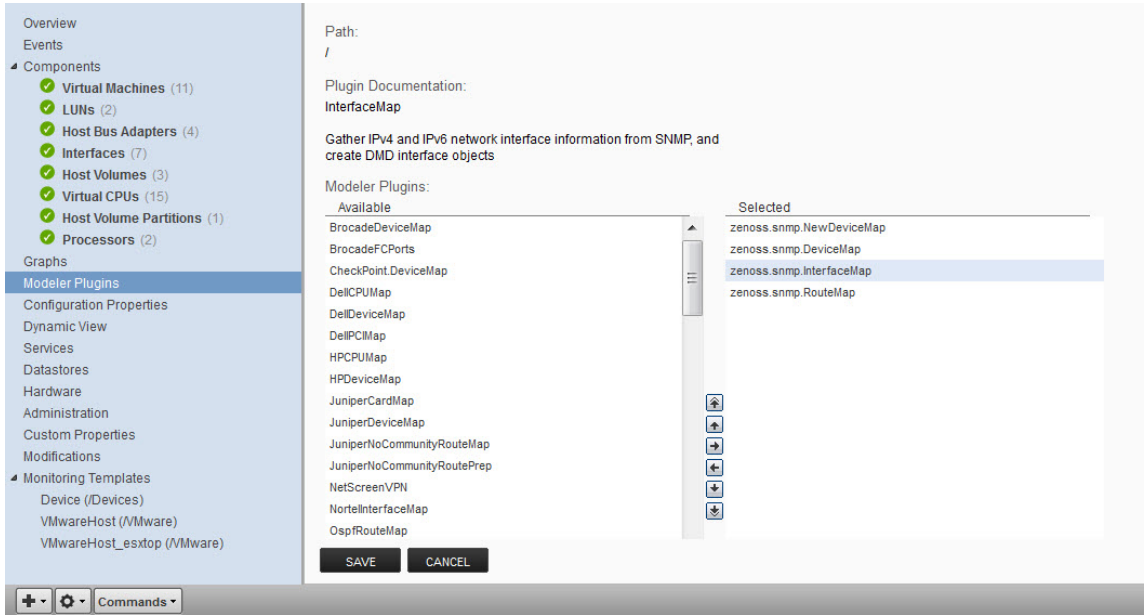 Overview
Events
Components
Virtual Machines (11)
LUNs (2)
Host Bus Adapters (4)
Interfaces (7)
Host Volumes (3)
Virtual CPUs (15)
Host Volume Partitions (1)
Processors (2)
Graphs
Modeler Plugins
Configuration Properties
Dynamic View
Services
Datastores
Hardware
Administration
Custom Properties
Modifications
Monitoring Templates
Device (/Devices)
VMwareHost (/VMware)
VMwareHost_esxtop (/VMware)
Path:
/
Plugin Documentation:
InterfaceMap
Gather IPv4 and IPv6 network interface information from SNMP, and
create DMD interface objects
Modeler Plugins:
Available
BrocadeDeviceMap
BrocadeFCPorts
CheckPoint.DeviceMap
DellCPUMap
DellDeviceMap
DellPCIMap
HPCPUMap
HPDeviceMap
JuniperCardMap
JuniperDeviceMap
JuniperNoCommunityRouteMap
JuniperNoCommunityRoutePrep
NetScreenVPN
NortelInterfaceMap
OspfRouteMap
Selected
zenoss.snmp.NewDeviceMap
zenoss.snmp.DeviceMap
zenoss.snmp.InterfaceMap
zenoss.snmp.RouteMap
SAVE CANCEL
Commands